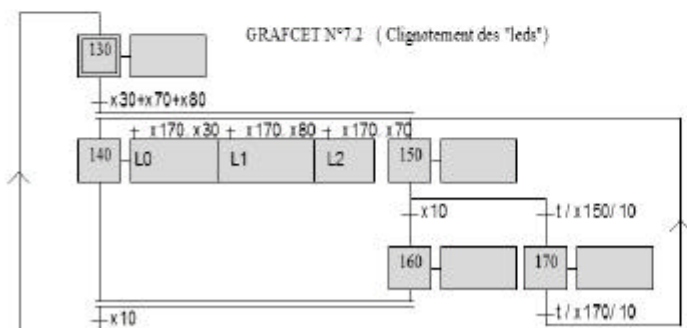 GRAFCET N°7.2 ( Clignotement des "leds")
130
x30+x70+x80
+ x170.x30 + x170.x80 + x170.x70
140 L0 L1 L2 150
x10 t / x150/ 10
160 170
x10 t / x170/ 10